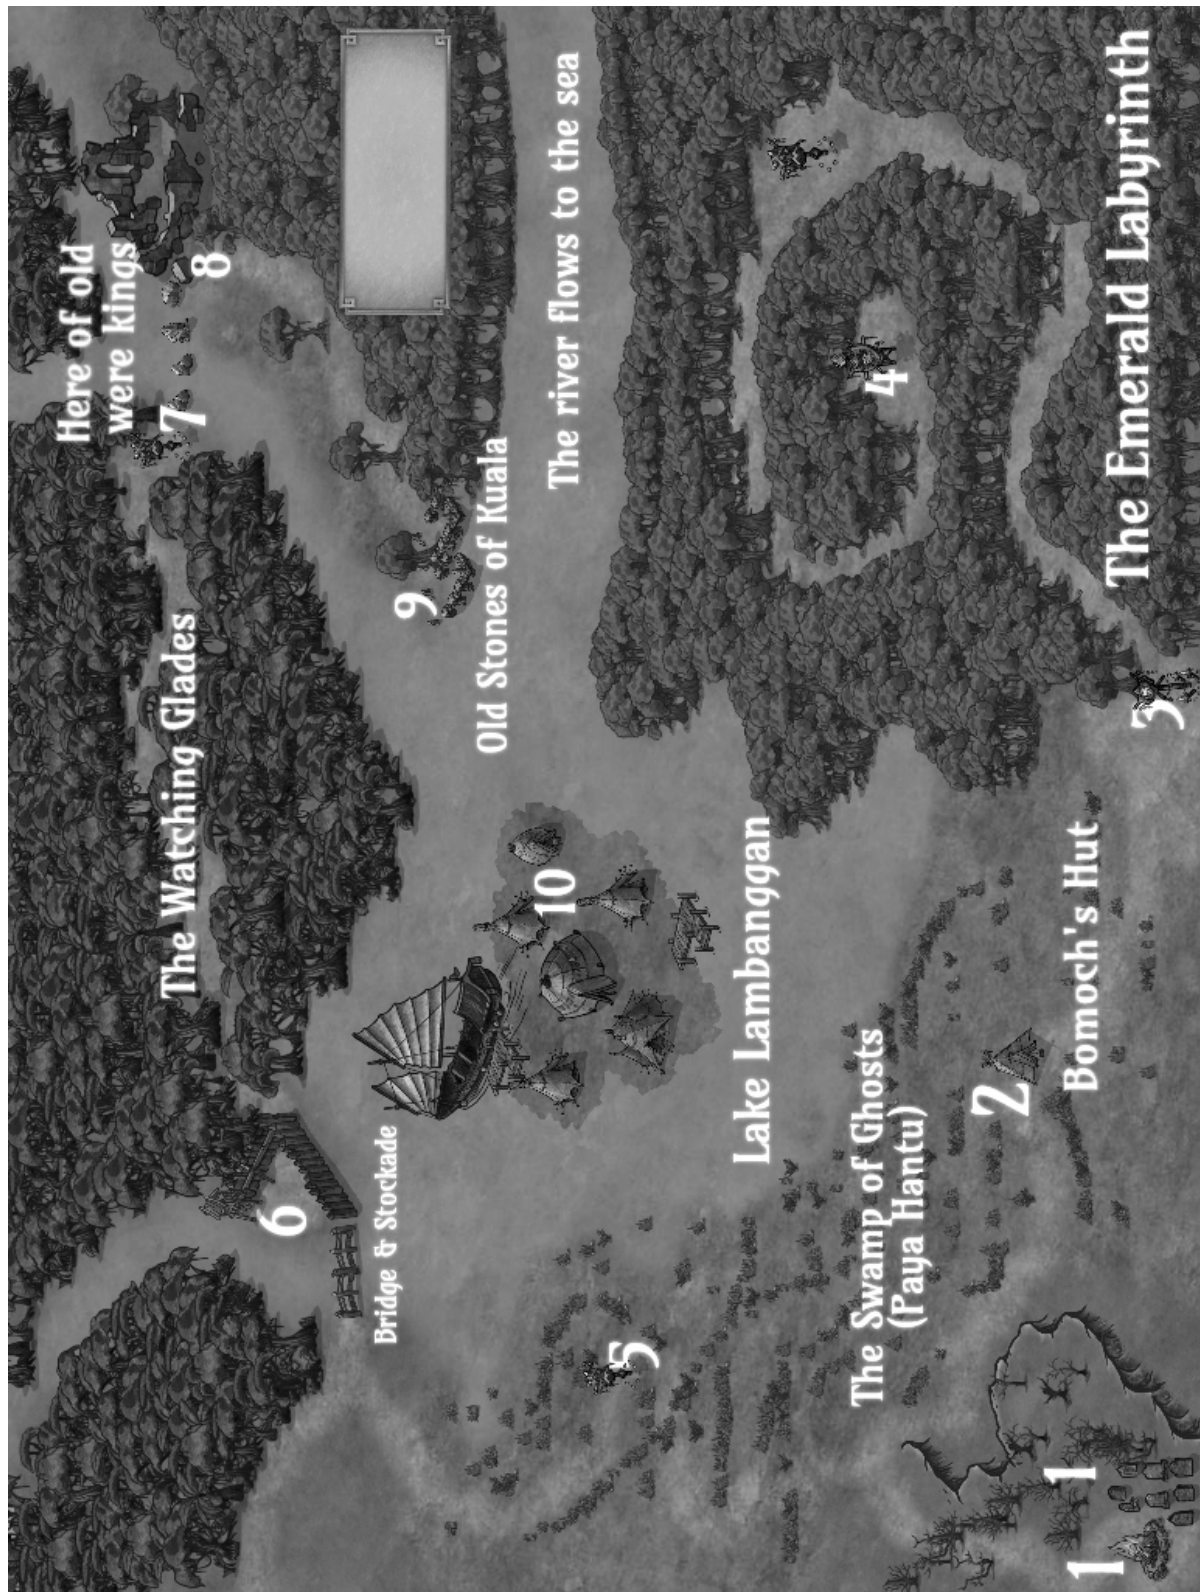 Here of old
were kings
The Watching Glades
7
8
6
Bridge & Stockade
9
Old Stones of Kuala
10
The river flows to the sea
5
Lake Lambanggan
The Swamp of Ghosts
(Paya Hantu)
4
2
Bomoch's Hut
1
1
The Emerald Labyrinth
3